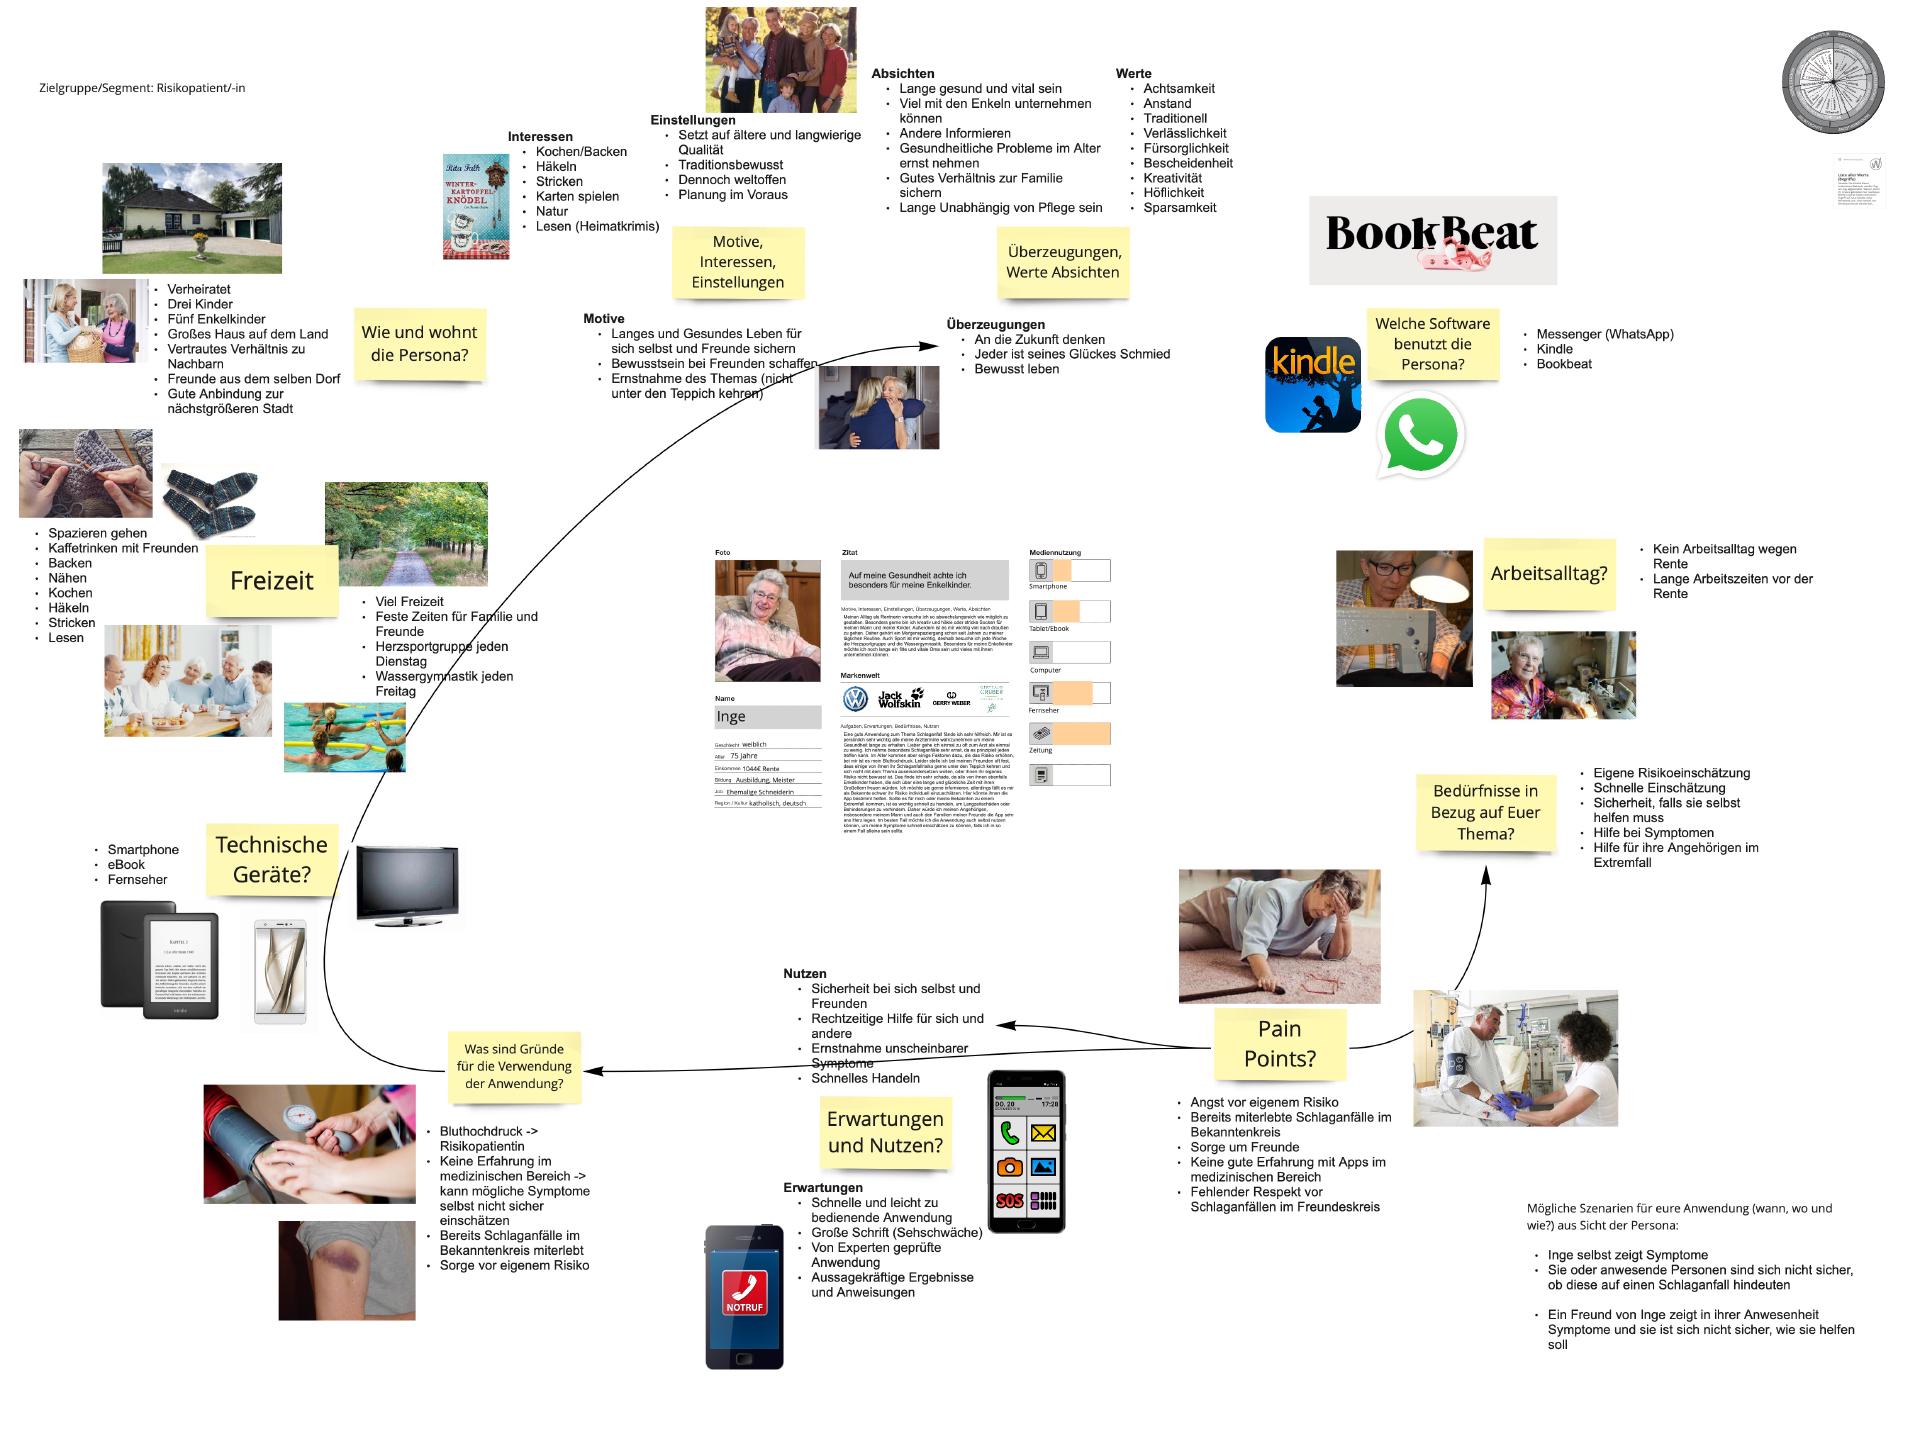 Zielgruppe/Segment: Risikopatient/-in
Interessen
• Kochen/Backen
• Häkeln
• Stricken
• Karten spielen
• Natur
• Lesen (Heimatkrimis)
Rita Falk
WINTER-
KARTOFFEL-
KNÖDEL
Einstellungen
• Setzt auf ältere und langwierige
Qualität
• Traditionsbewusst
• Dennoch weltoffen
• Planung im Voraus
Absichten
• Lange gesund und vital sein
• Viel mit den Enkeln unternehmen
können
• Andere Informieren
• Gesundheitliche Probleme im Alter
ernst nehmen
• Gutes Verhältnis zur Familie
sichern
• Lange Unabhängig von Pflege sein
Werte
• Achtsamkeit
• Anstand
• Traditionell
• Verlässlichkeit
• Fürsorglichkeit
• Bescheidenheit
• Kreativität
• Höflichkeit
• Sparsamkeit
Motive,
Interessen,
Einstellungen
Überzeugungen,
Werte Absichten
Motive
• Langes und Gesundes Leben für
sich selbst und Freunde sichern
• Bewusstsein bei Freunden schaffen
• Ernstnahme des Themas (nicht
unter den Teppich kehren)
Überzeugungen
• An die Zukunft denken
• Jeder ist seines Glückes Schmied
• Bewusst leben
BookBeat
Welche Software
benutzt die
Persona?
• Messenger (WhatsApp)
• Kindle
• Bookbeat
kindle
• Verheiratet
• Drei Kinder
• Fünf Enkelkinder
• Großes Haus auf dem Land
• Vertrautes Verhältnis zu
Nachbarn
• Freunde aus dem selben Dorf
• Gute Anbindung zur
nächstgrößeren Stadt
Wie und wohnt
die Persona?
• Spazieren gehen
• Kaffetrinken mit Freunden
• Backen
• Nähen
• Kochen
• Häkeln
• Stricken
• Lesen
Freizeit
• Viel Freizeit
• Feste Zeiten für Familie und
Freunde
• Herzsportgruppe jeden
Dienstag
• Wassergymnastik jeden
Freitag
Foto
Name
Inge
Geschlecht weiblich
Alter 75 Jahre
Einkommen 1044€ Rente
Bildung Ausbildung, Meister
Job Ehemalige Schneiderin
Region / Kultur katholisch, deutsch
Zitat
Auf meine Gesundheit achte ich
besonders für meine Enkelkinder.
Motive, Interessen, Einstellungen, Überzeugungen, Werte, Absichten
Markenwelt
Jack
Wolfskin
GERRY WEBER
Aufgaben, Erwartungen, Bedürfnisse, Nutzen
Mediennutzung
Smartphone
Tablet/Ebook
Computer
Fernseher
Zeitung
Arbeitsalltag?
• Kein Arbeitsalltag wegen
Rente
• Lange Arbeitszeiten vor der
Rente
Bedürfnisse in
Bezug auf Euer
Thema?
• Eigene Risikoeinschätzung
• Schnelle Einschätzung
• Sicherheit, falls sie selbst
helfen muss
• Hilfe bei Symptomen
• Hilfe für ihre Angehörigen im
Extremfall
• Smartphone
• eBook
• Fernseher
Technische
Geräte?
Was sind Gründe
für die Verwendung
der Anwendung?
• Bluthochdruck ->
Risikopatientin
• Keine Erfahrung im
medizinischen Bereich ->
kann mögliche Symptome
selbst nicht sicher
einschätzen
• Bereits Schlaganfälle im
Bekanntenkreis miterlebt
• Sorge vor eigenem Risiko
Nutzen
• Sicherheit bei sich selbst und
Freunden
• Rechtzeitige Hilfe für sich und
andere
• Ernstnahme unscheinbarer
Symptome
• Schnelles Handeln
Erwartungen
und Nutzen?
Erwartungen
• Schnelle und leicht zu
bedienende Anwendung
• Große Schrift (Sehschwäche)
• Von Experten geprüfte
Anwendung
• Aussagekräftige Ergebnisse
und Anweisungen
NOTRUF
DO. 20
17:28
SOS
Pain
Points?
• Angst vor eigenem Risiko
• Bereits miterlebte Schlaganfälle im
Bekanntenkreis
• Sorge um Freunde
• Keine gute Erfahrung mit Apps im
medizinischen Bereich
• Fehlender Respekt vor
Schlaganfällen im Freundeskreis
Mögliche Szenarien für eure Anwendung (wann, wo und
wie?) aus Sicht der Persona:
• Inge selbst zeigt Symptome
• Sie oder anwesende Personen sind sich nicht sicher,
ob diese auf einen Schlaganfall hindeuten
• Ein Freund von Inge zeigt in ihrer Anwesenheit
Symptome und sie ist sich nicht sicher, wie sie helfen
soll